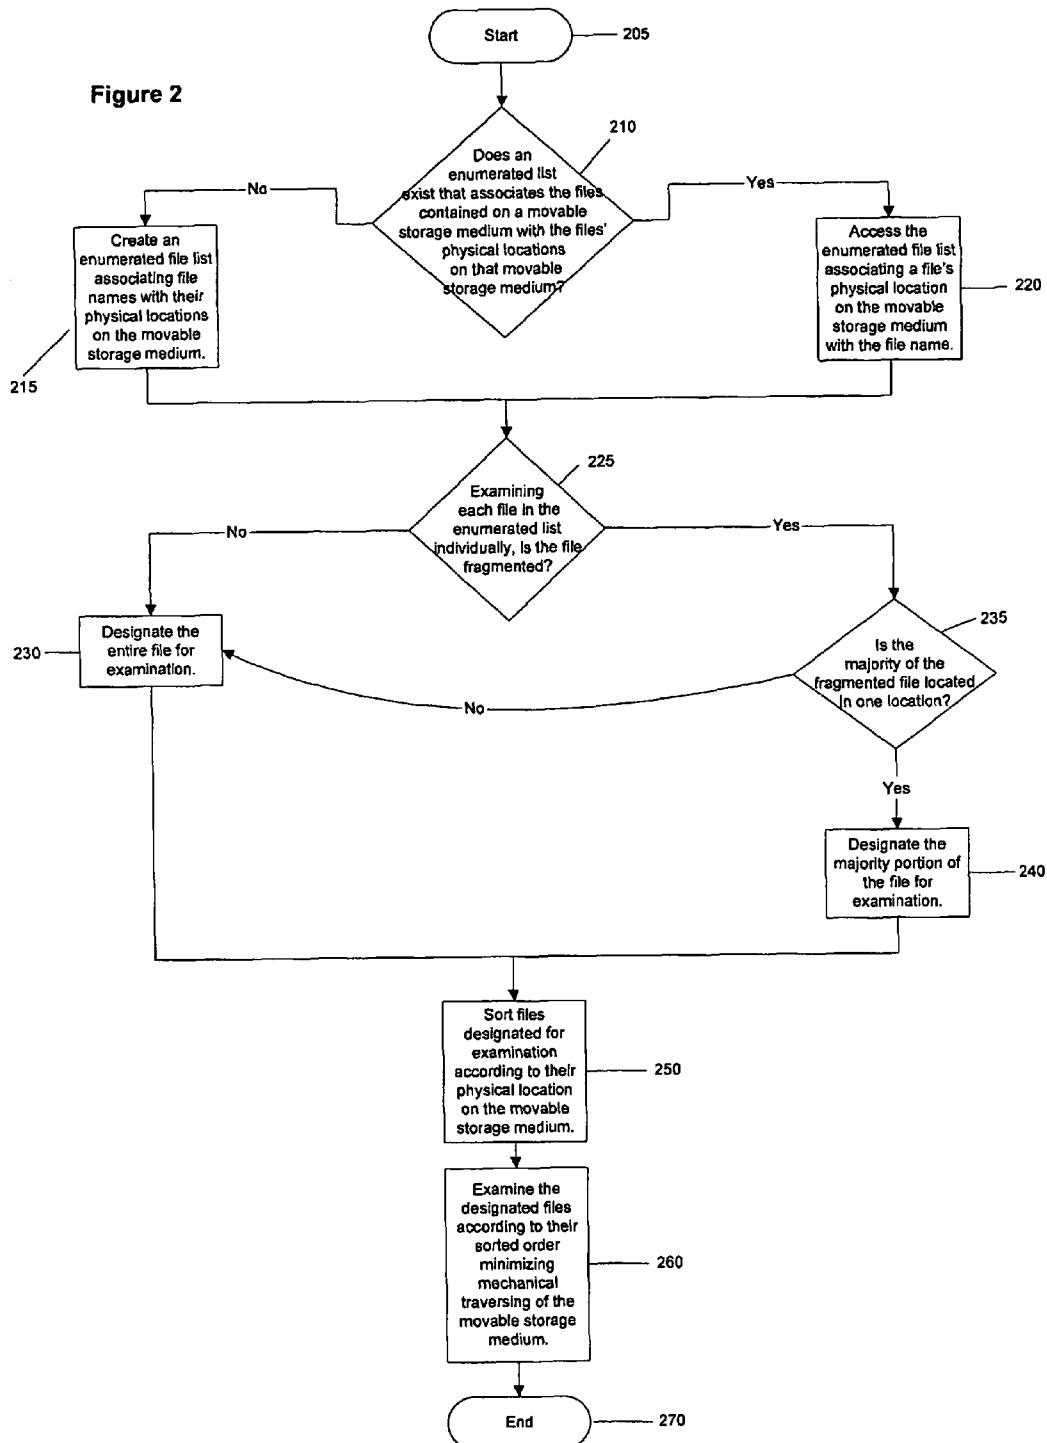 Start
205
Figure 2
210
Does an
enumerated list
exist that associates the files
contained on a movable
storage medium with the files'
physical locations
on that movable
storage medium?
No
Yes
Create an
enumerated file list
associating file
names with their
physical locations
on the movable
storage medium.
215
Access the
enumerated file list
associating a file's
physical location
on the movable
storage medium
with the file name.
220
225
Examining
each file in the
enumerated list
individually, is the file
fragmented?
No
Yes
230
Designate the
entire file for
examination.
235
Is the
majority of the
fragmented file located
in one location?
No
Yes
Designate the
majority portion of
the file for
examination.
240
Sort files
designated for
examination
according to their
physical location
on the movable
storage medium.
250
Examine the
designated files
according to their
sorted order
minimizing
mechanical
traversing of the
movable storage
medium.
260
End
270